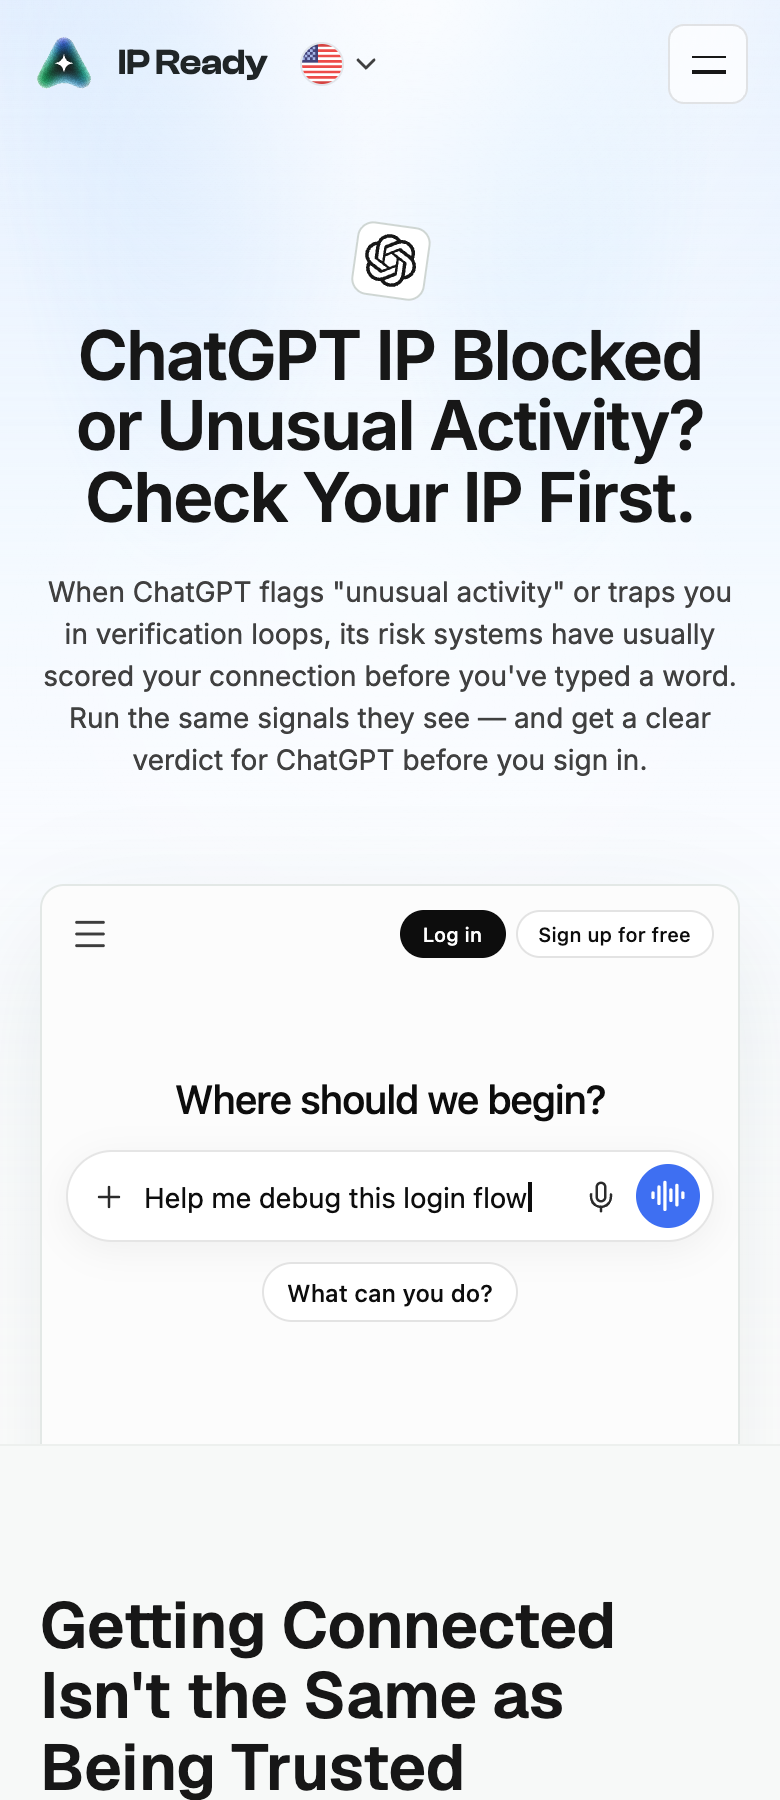 IP Ready
ChatGPT IP Blocked
or Unusual Activity?
Check Your IP First.
When ChatGPT flags "unusual activity" or traps you
in verification loops, its risk systems have usually
scored your connection before you've typed a word.
Run the same signals they see — and get a clear
verdict for ChatGPT before you sign in.
Log in
Sign up for free
Where should we begin?
Help me debug this login flow
What can you do?
Getting Connected
Isn't the Same as
Being Trusted